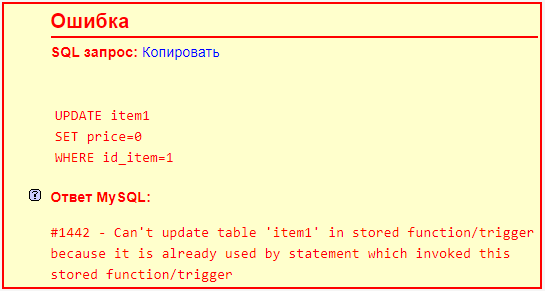 Ошибка
SQL запрос: Копировать
UPDATE item1
SET price=0
WHERE id_item=1
Ответ MySQL:
#1442 - Can't update table 'item1' in stored function/trigger
because it is already used by statement which invoked this
stored function/trigger